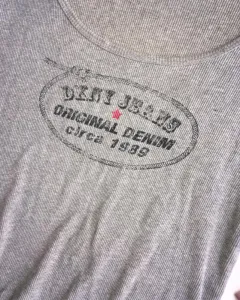 DKNY JEANS
ORIGINAL DENIM
circa 1989